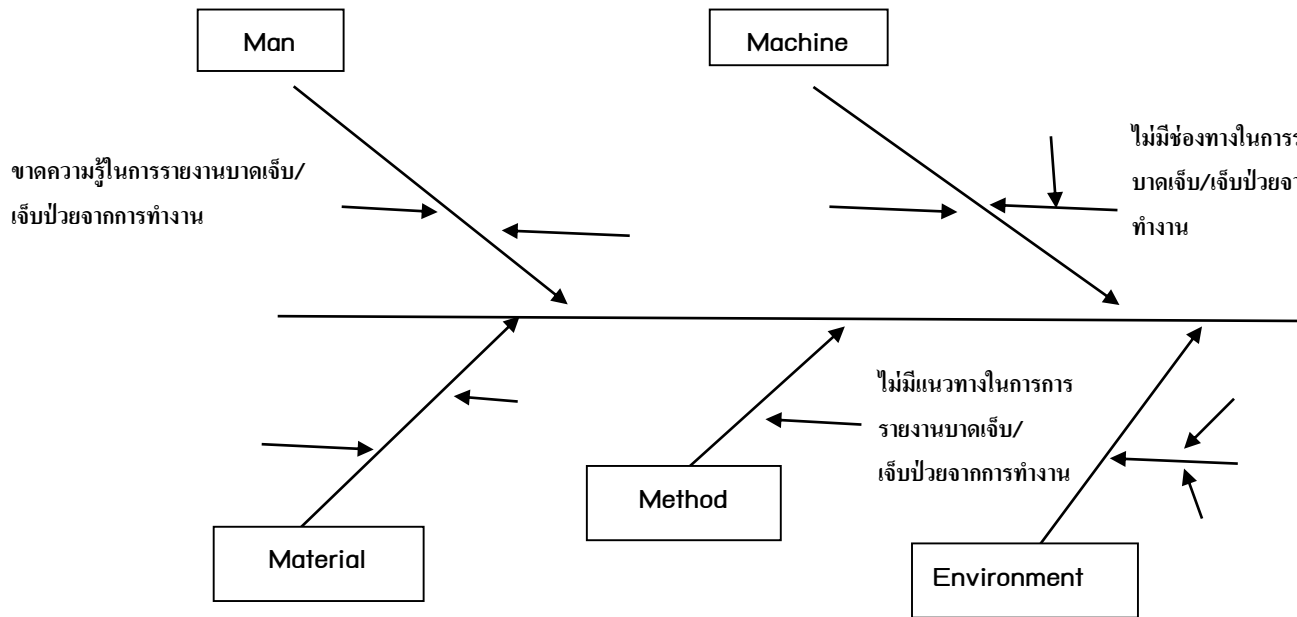 Man
Machine
ขาดความรู้ในการรายงานบาดเจ็บ/
เจ็บป่วยจากการทำงาน
ไม่มีช่องทางในการ
บาดเจ็บ/เจ็บป่วย
ทำงาน
ไม่มีแนวทางในการการ
รายงานบาดเจ็บ/
เจ็บป่วยจากการทำงาน
Method
Material
Environment